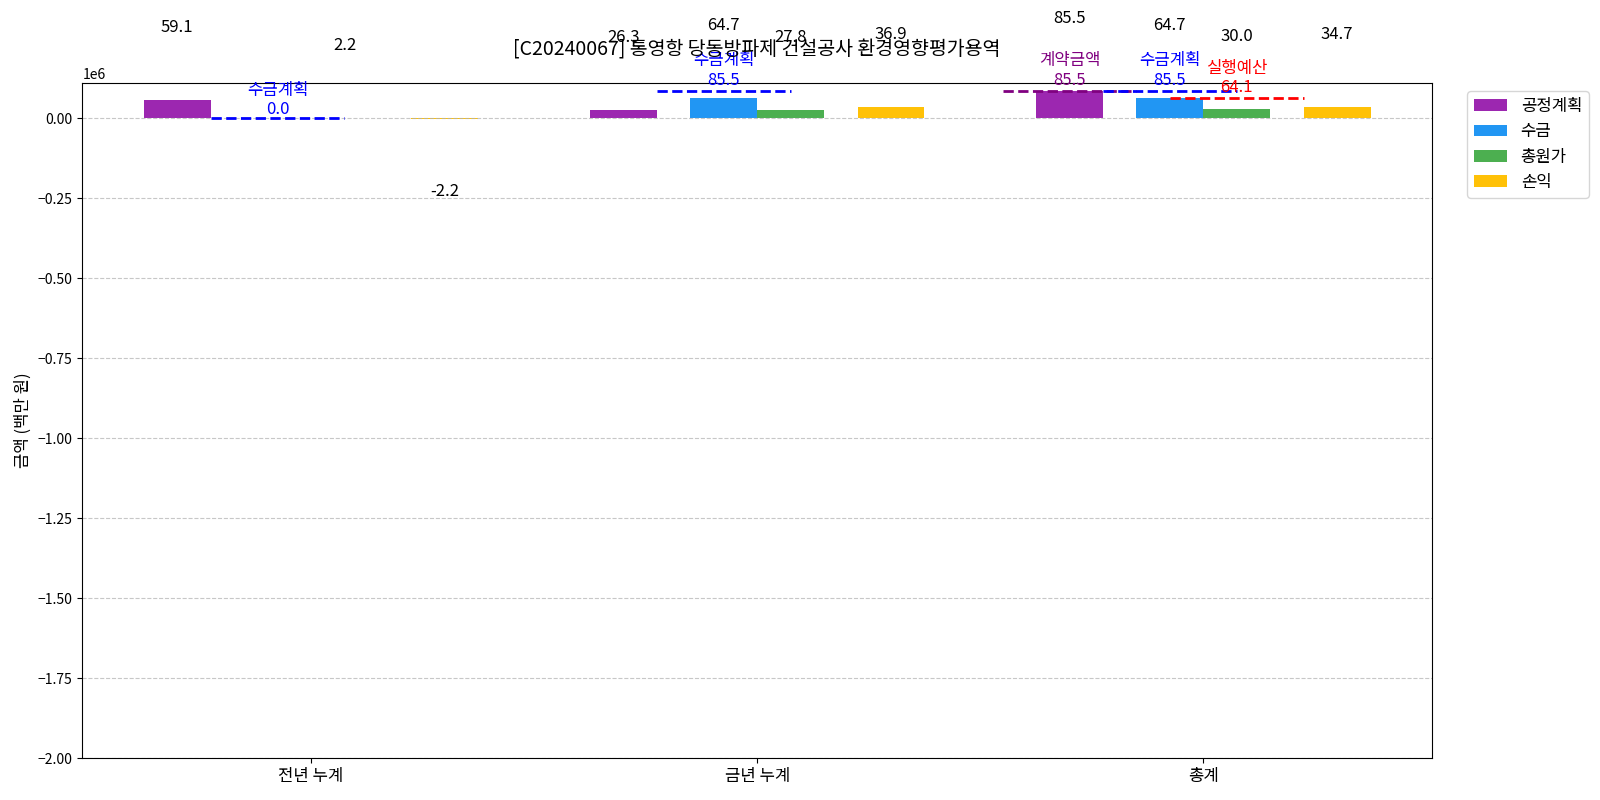 59.1
2.2
26.3
64.7
27.8
36.9
85.5
64.7
30.0
34.7
[C20240067] 통영항 당동방파제 건설공사 환경영향평가용역
수금계획
0.0
수금계획
85.5
계약금액
85.5
수금계획
85.5
실행예산
64.1
-2.2
1e6
0.00
−0.25
−0.50
−0.75
−1.00
−1.25
−1.50
−1.75
−2.00
금액 (백만 원)
전년 누계
금년 누계
총계
공정계획
수금
총원가
손익